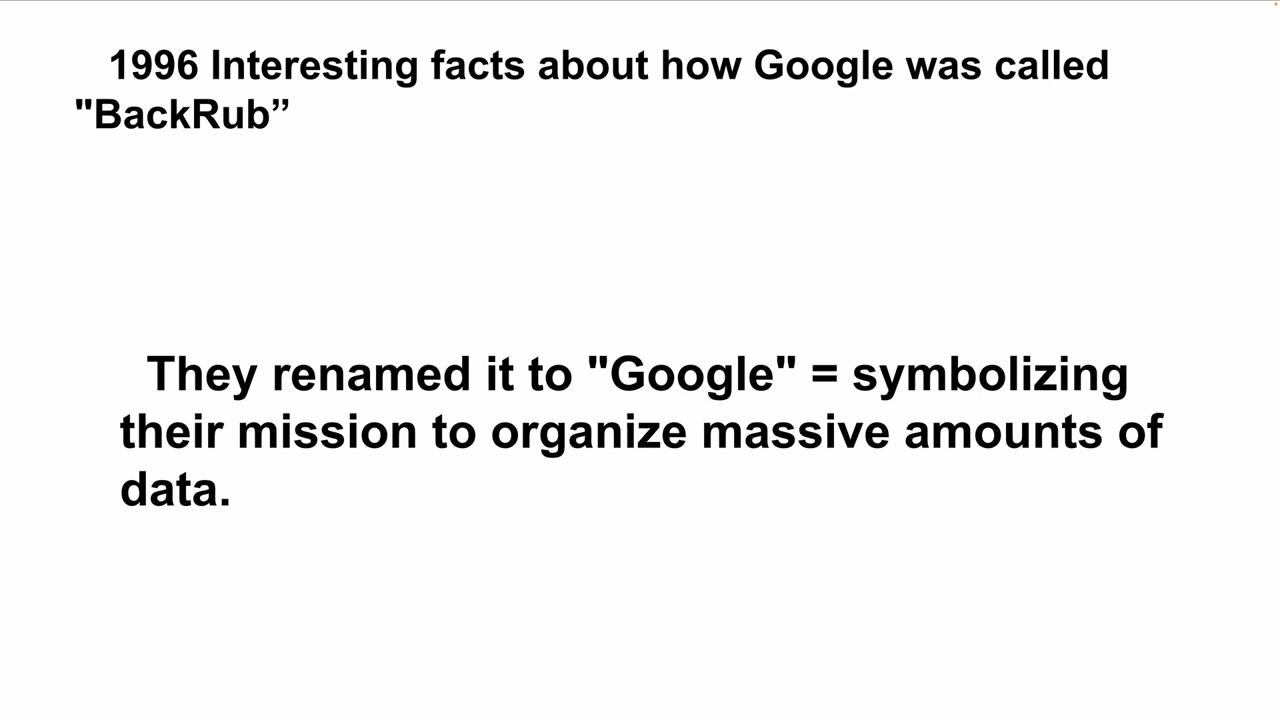 1996 Interesting facts about how Google was called
"BackRub”
They renamed it to "Google" = symbolizing
their mission to organize massive amounts of
data.